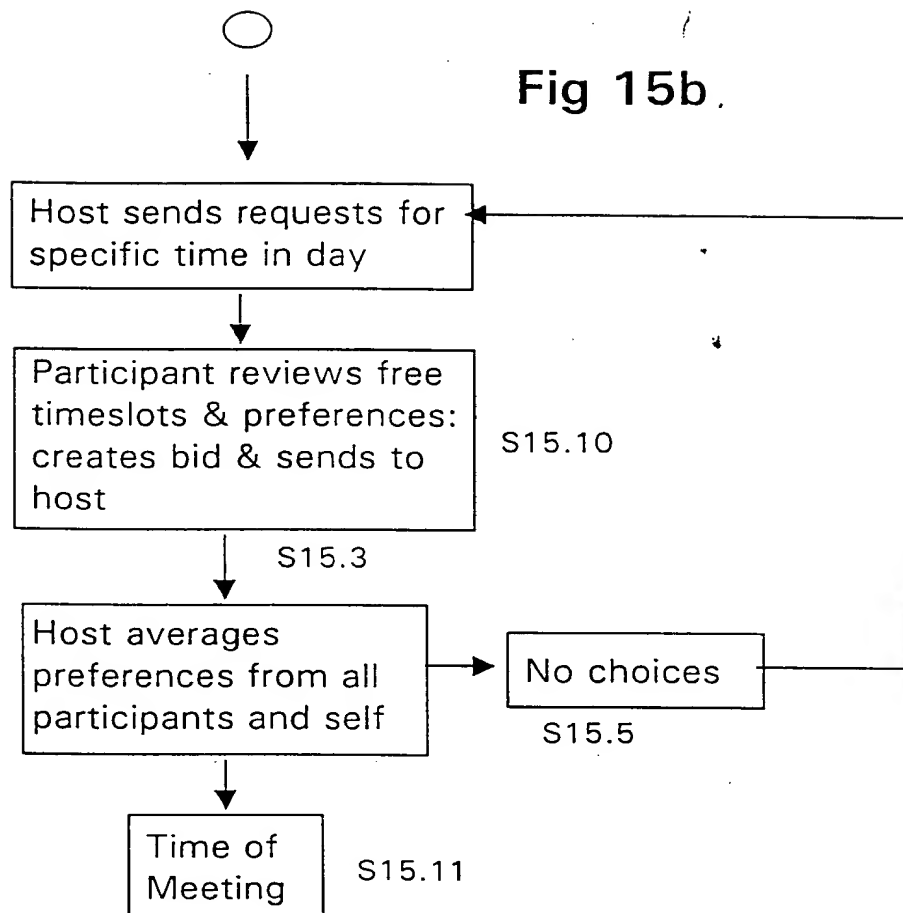 Fig 15b.
Host sends requests for
specific time in day
Participant reviews free
timeslots & preferences:
creates bid & sends to
host
S15.10
S15.3
Host averages
preferences from all
participants and self
No choices
S15.5
Time of
Meeting
S15.11